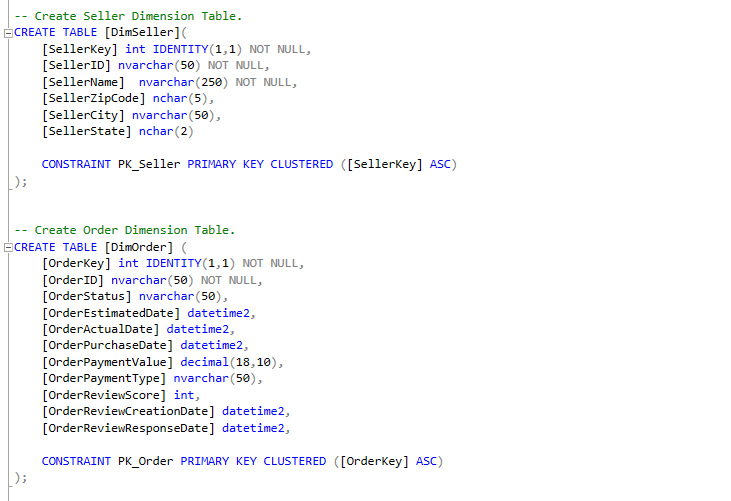 -- Create Seller Dimension Table.
CREATE TABLE [DimSeller](
[SellerKey] int IDENTITY(1,1) NOT NULL,
[SellerID] nvarchar(50) NOT NULL,
[SellerName]  nvarchar(250) NOT NULL,
[SellerZipCode] nchar(5),
[SellerCity] nvarchar(50),
[SellerState] nchar(2)
CONSTRAINT PK_Seller PRIMARY KEY CLUSTERED ([SellerKey] ASC)
);
-- Create Order Dimension Table.
CREATE TABLE [DimOrder] (
[OrderKey] int IDENTITY(1,1) NOT NULL,
[OrderID] nvarchar(50) NOT NULL,
[OrderStatus] nvarchar(50),
[OrderEstimatedDate] datetime2,
[OrderActualDate] datetime2,
[OrderPurchaseDate] datetime2,
[OrderPaymentValue] decimal(18,10),
[OrderPaymentType] nvarchar(50),
[OrderReviewScore] int,
[OrderReviewCreationDate] datetime2,
[OrderReviewResponseDate] datetime2,
CONSTRAINT PK_Order PRIMARY KEY CLUSTERED ([OrderKey] ASC)
);